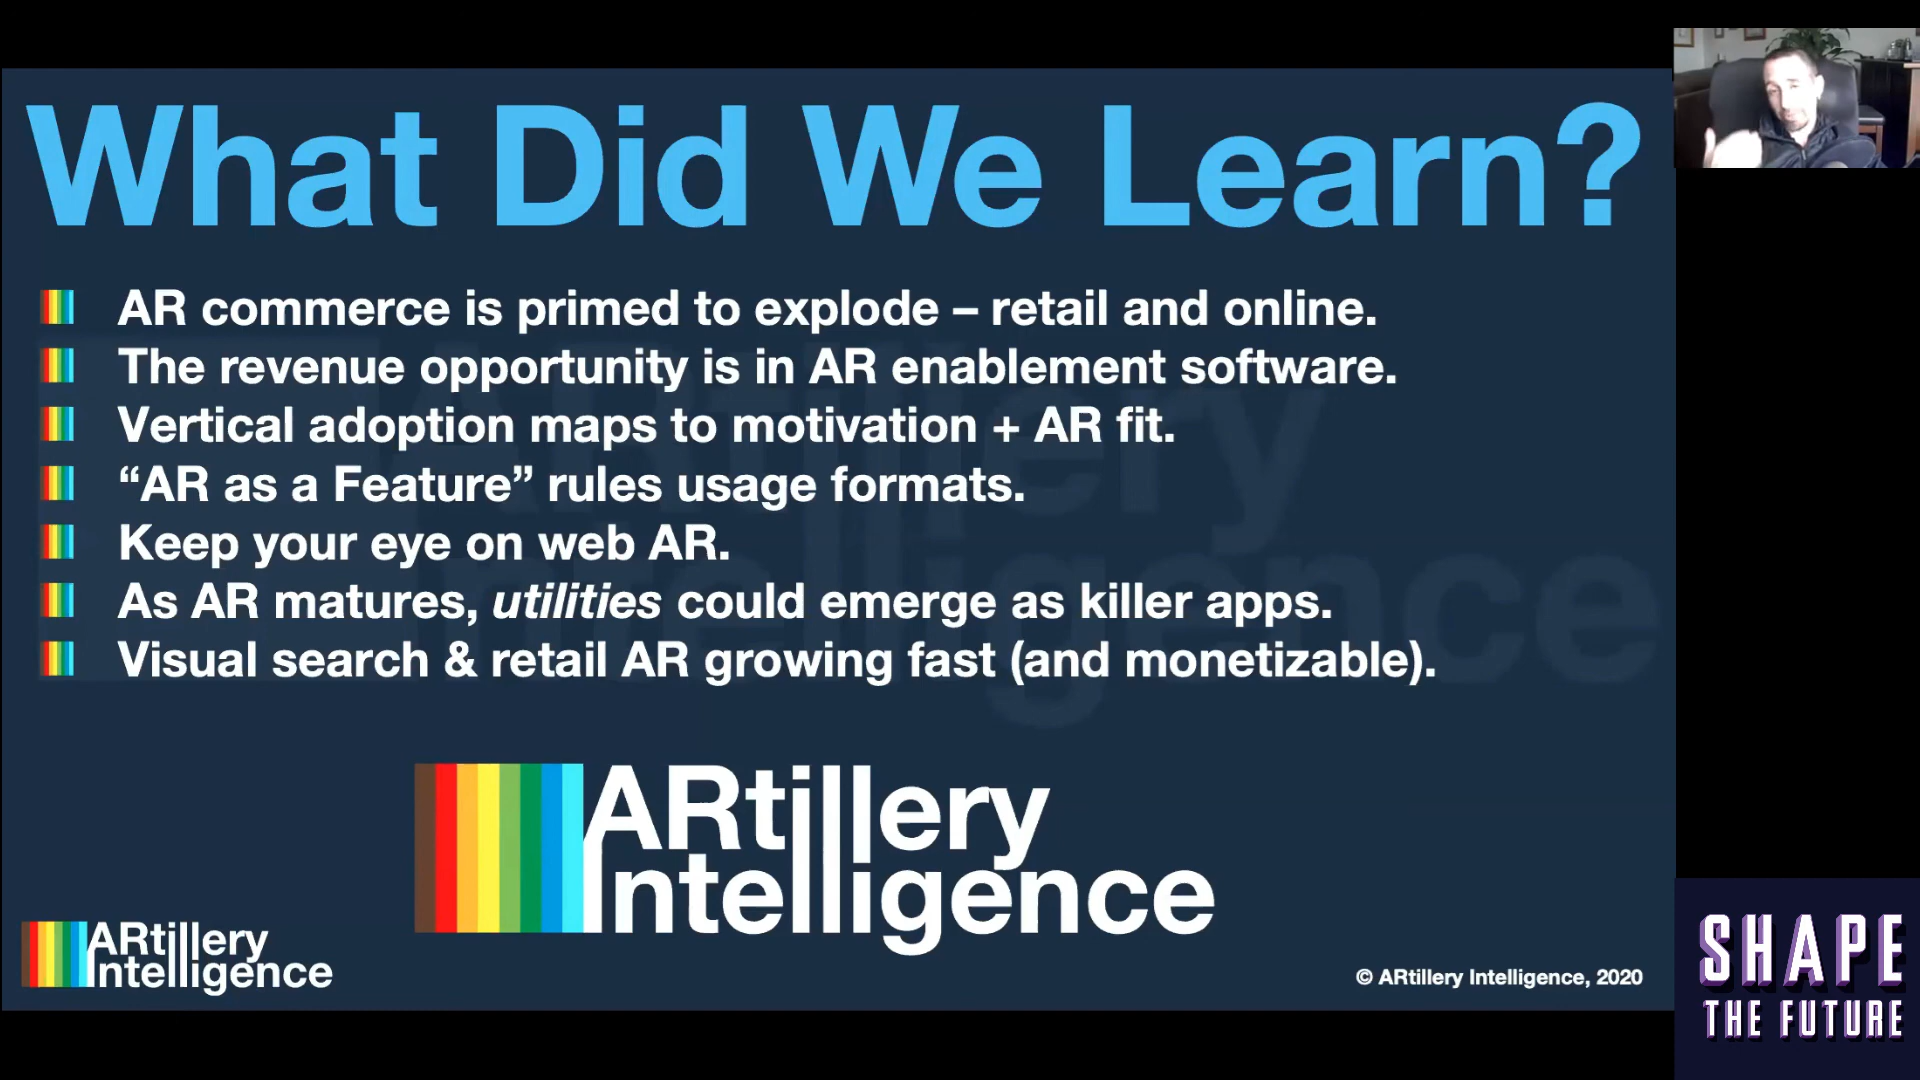 What Did We Learn?
AR commerce is primed to explode – retail and online.
The revenue opportunity is in AR enablement software.
Vertical adoption maps to motivation + AR fit.
“AR as a Feature” rules usage formats.
Keep your eye on web AR.
As AR matures, utilities could emerge as killer apps.
Visual search & retail AR growing fast (and monetizable).
ARtillery
Intelligence
ARtillery
Intelligence
© ARtillery Intelligence, 2020
SHAPE
THE FUTURE